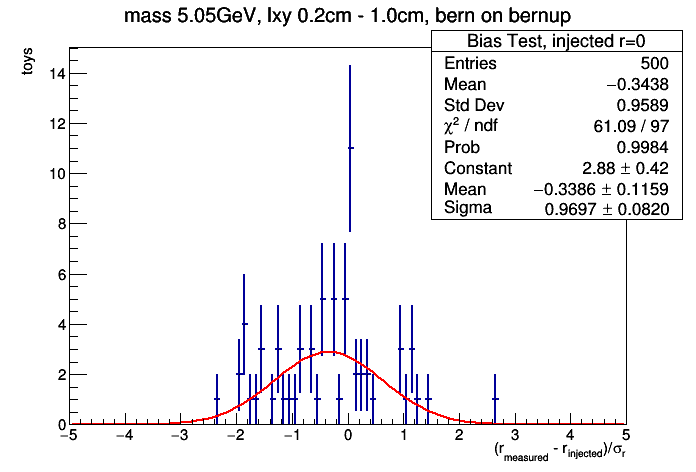 mass 5.05GeV, lxy 0.2cm - 1.0cm, bern on bernup
Bias Test, injected r=0
Entries 500
Mean −0.3438
Std Dev 0.9589
χ² / ndf 61.09 / 97
Prob 0.9984
Constant 2.88 ± 0.42
Mean −0.3386 ± 0.1159
Sigma 0.9697 ± 0.0820
toys
14
12
10
8
6
4
2
0
−5 −4 −3 −2 −1 0 1 2 3 4 5
(r_measured - r_injected)/σ_r